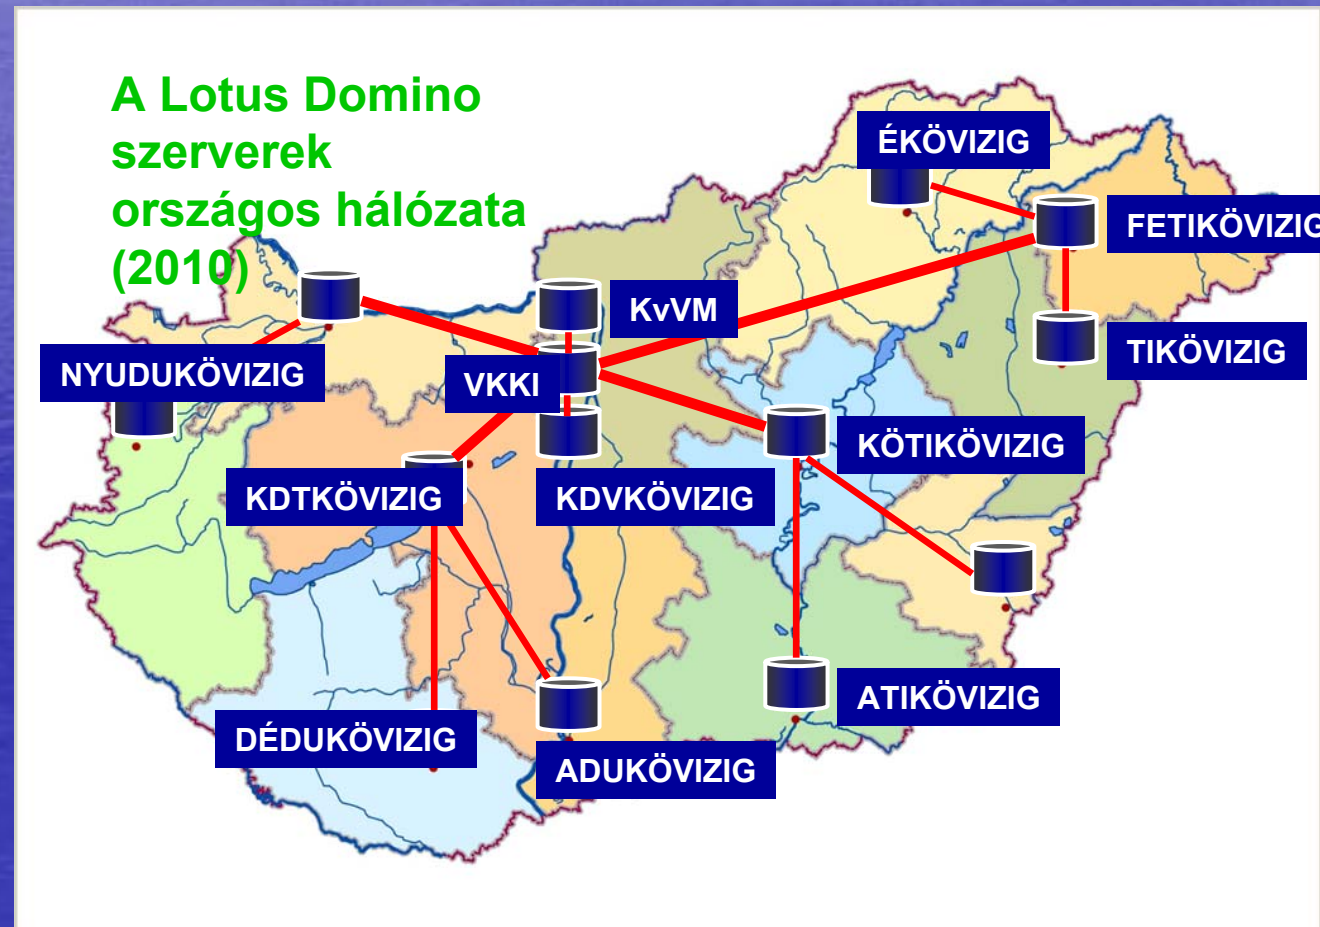 A Lotus Domino
szerverek
országos hálózata
(2010)
ÉKÖVIZIG
FETIKÖVIZIG
KvVM
TIKÖVIZIG
NYUDUKÖVIZIG
VKKI
KÖTIKÖVIZIG
KDTKÖVIZIG
KDVKÖVIZIG
ATIKÖVIZIG
DÉDUKÖVIZIG
ADUKÖVIZIG